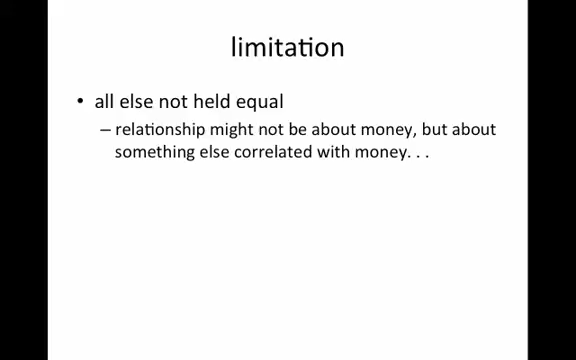 limitation
• all else not held equal
– relationship might not be about money, but about
something else correlated with money. . .